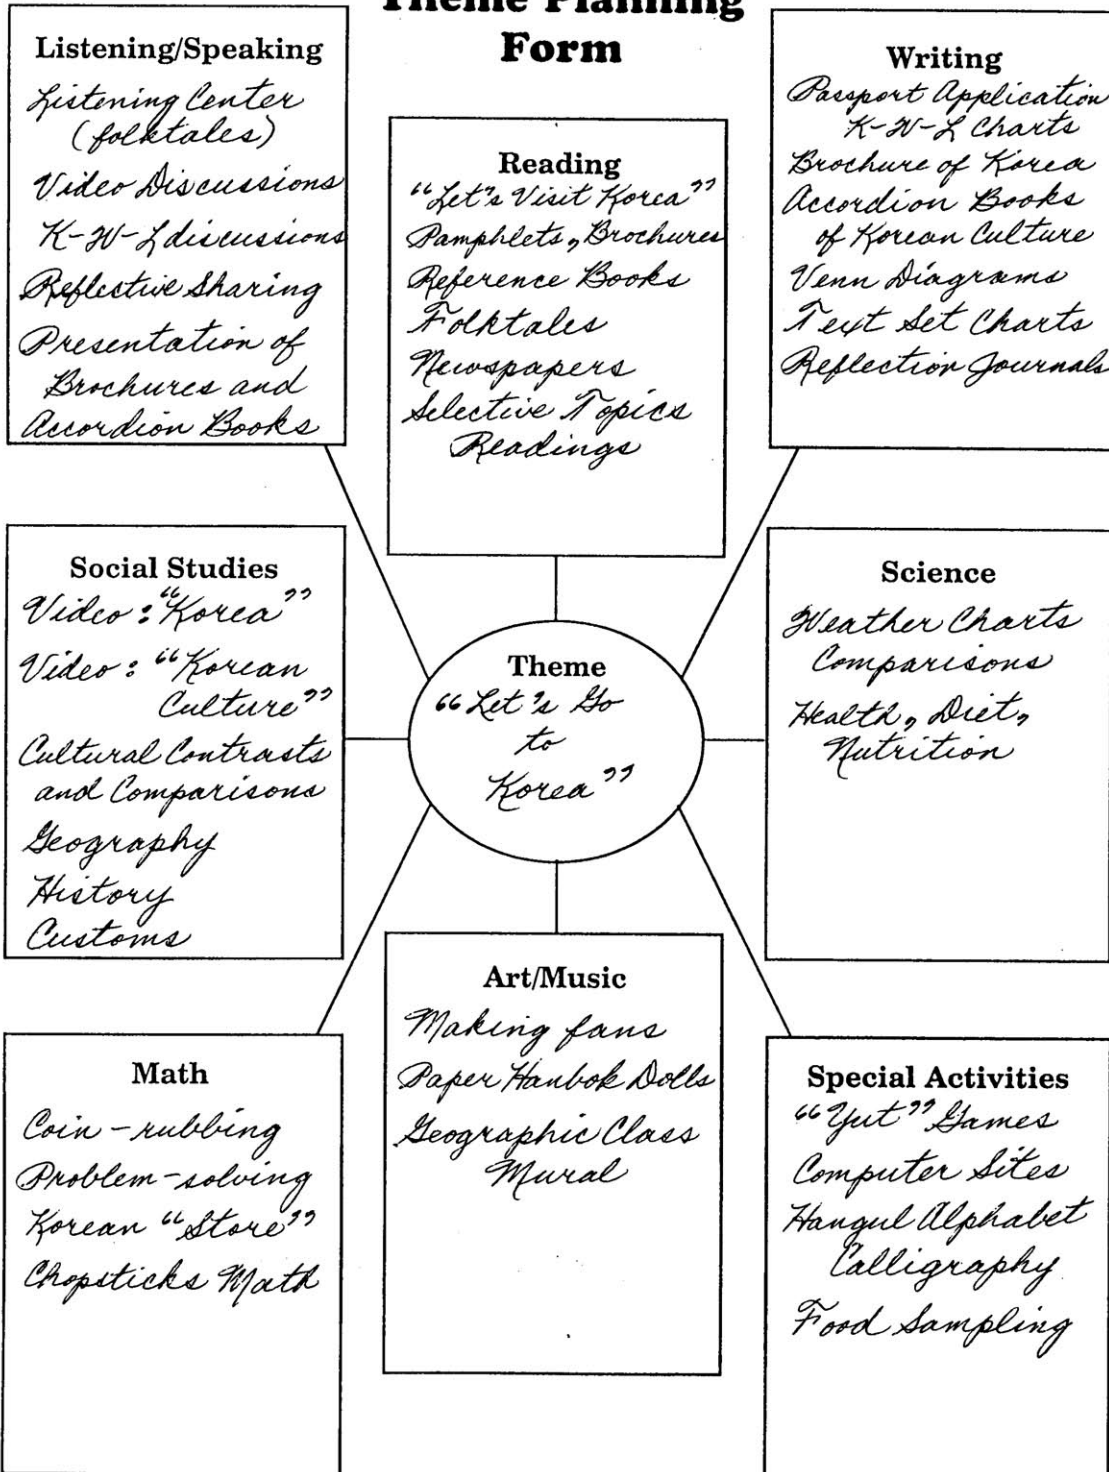 Theme Planning
Form
Listening/Speaking
Listening Center
(folktales)
Video Discussions
K-W-L discussions
Reflective Sharing
Presentation of
Brochures and
Accordion Books
Reading
"Let's Visit Korea"
Pamphlets, Brochures
Reference Books
Folktales
Newspapers
Selective Topics
Readings
Writing
Passport Application
K-W-L Charts
Brochure of Korea
Accordion Books
of Korean Culture
Venn Diagrams
Text Set Charts
Reflection Journals
Social Studies
Video: "Korea"
Video: "Korean
Culture"
Cultural Contrasts
and Comparisons
Geography
History
Customs
Theme
"Let's Go
to
Korea"
Science
Weather Charts
Comparisons
Health, Diet,
Nutrition
Math
Coin-rubbing
Problem-solving
Korean "Store"
Chopsticks Math
Art/Music
Making fans
Paper Hanbok Dolls
Geographic Class
Mural
Special Activities
"Yut" Games
Computer Sites
Hangul Alphabet
Calligraphy
Food Sampling